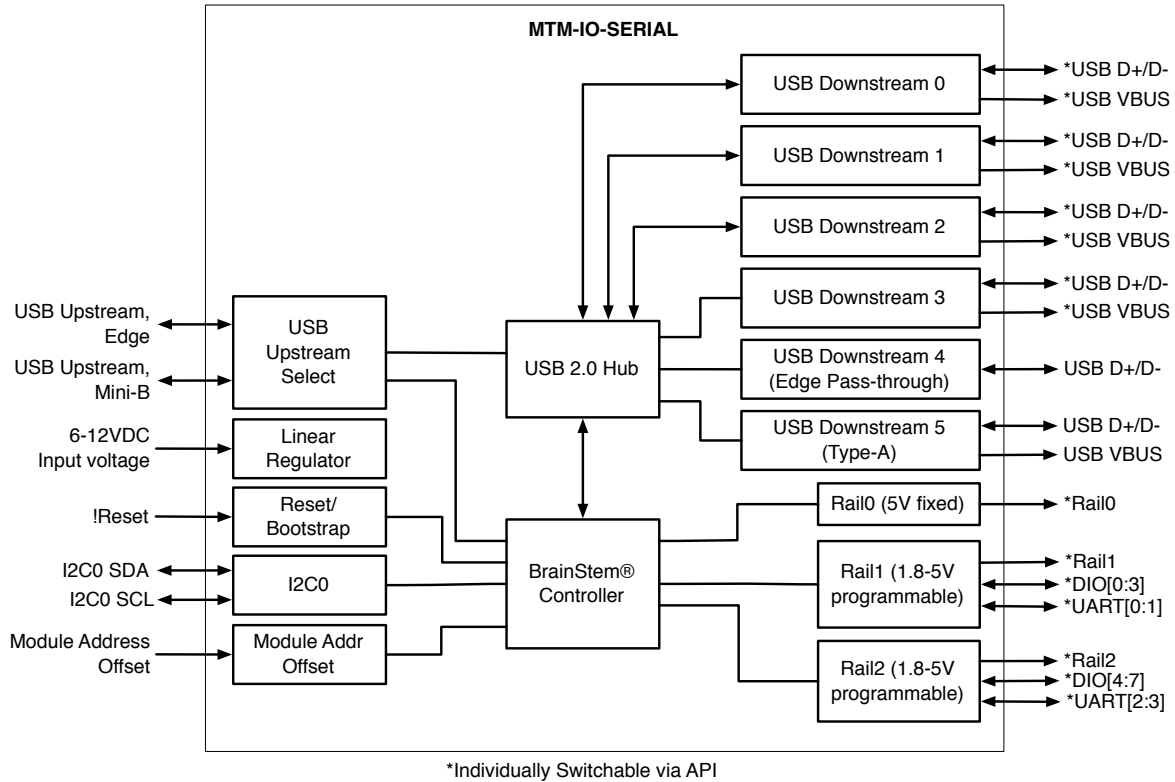 MTM-IO-SERIAL
USB Downstream 0
*USB D+/D-
*USB VBUS
USB Downstream 1
*USB D+/D-
*USB VBUS
USB Downstream 2
*USB D+/D-
*USB VBUS
USB Downstream 3
*USB D+/D-
*USB VBUS
USB Upstream,
Edge
USB Upstream,
Mini-B
USB
Upstream
Select
USB 2.0 Hub
USB Downstream 4
(Edge Pass-through)
USB D+/D-
USB Downstream 5
(Type-A)
USB D+/D-
USB VBUS
6-12VDC
Input voltage
Linear
Regulator
!Reset
Reset/
Bootstrap
I2C0 SDA
I2C0 SCL
I2C0
Module Address
Offset
Module Addr
Offset
BrainStem®
Controller
Rail0 (5V fixed)
*Rail0
Rail1 (1.8-5V
programmable)
*Rail1
*DIO[0:3]
*UART[0:1]
Rail2 (1.8-5V
programmable)
*Rail2
*DIO[4:7]
*UART[2:3]
*Individually Switchable via API